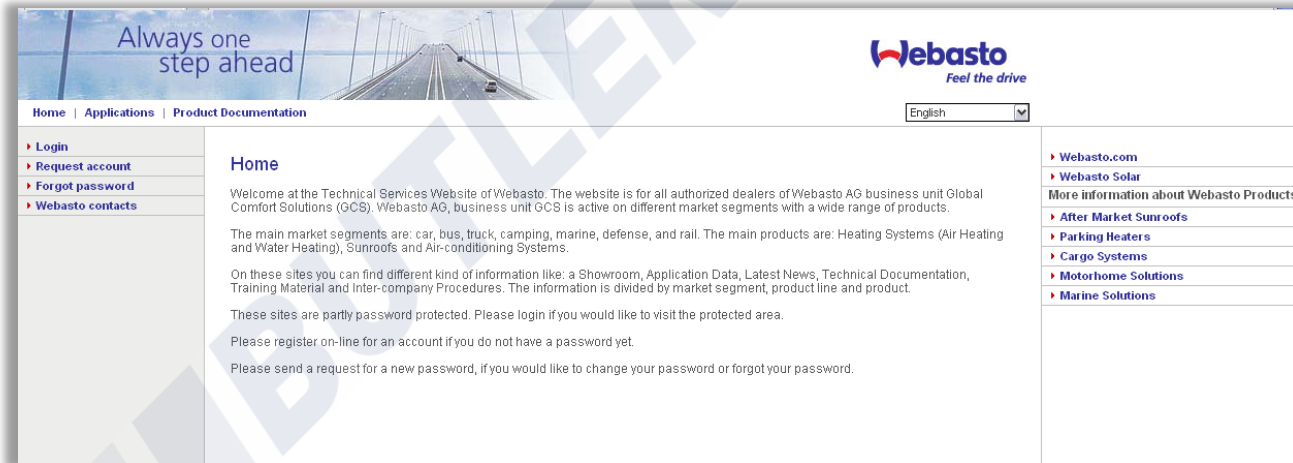 Always one
step ahead
Webasto
Feel the drive
Home | Applications | Product Documentation
English
Login
Request account
Forgot password
Webasto contacts
Home
Welcome at the Technical Services Website of Webasto. The website is for all authorized dealers of Webasto AG business unit Global
Comfort Solutions (GCS). Webasto AG, business unit GCS is active on different market segments with a wide range of products.
The main market segments are: car, bus, truck, camping, marine, defense, and rail. The main products are: Heating Systems (Air Heating
and Water Heating), Sunroofs and Air-conditioning Systems.
On these sites you can find different kind of information like: a Showroom, Application Data, Latest News, Technical Documentation,
Training Material and Inter-company Procedures. The information is divided by market segment, product line and product.
These sites are partly password protected. Please login if you would like to visit the protected area.
Please register on-line for an account if you do not have a password yet.
Please send a request for a new password, if you would like to change your password or forgot your password.
Webasto.com
Webasto Solar
More information about Webasto Products
After Market Sunroofs
Parking Heaters
Cargo Systems
Motorhome Solutions
Marine Solutions
BUTLER